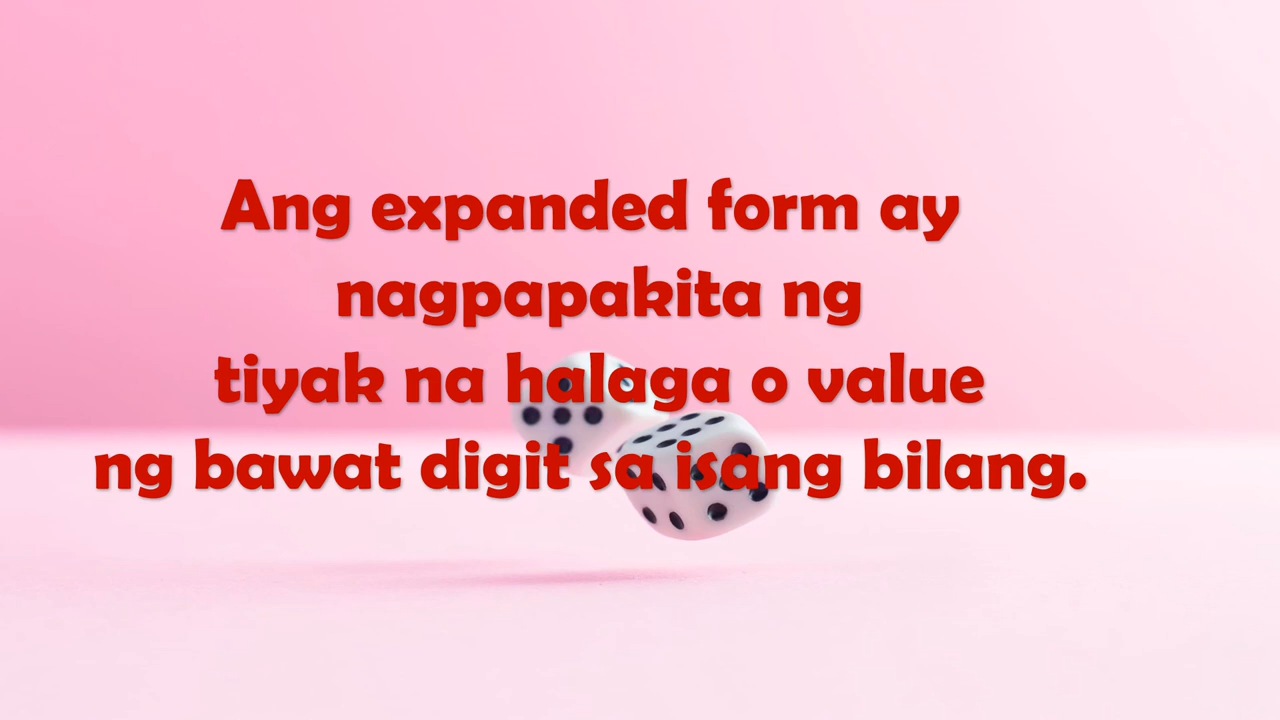 Ang expanded form ay
nagpapakita ng
tiyak na halaga o value
ng bawat digit sa isang bilang.